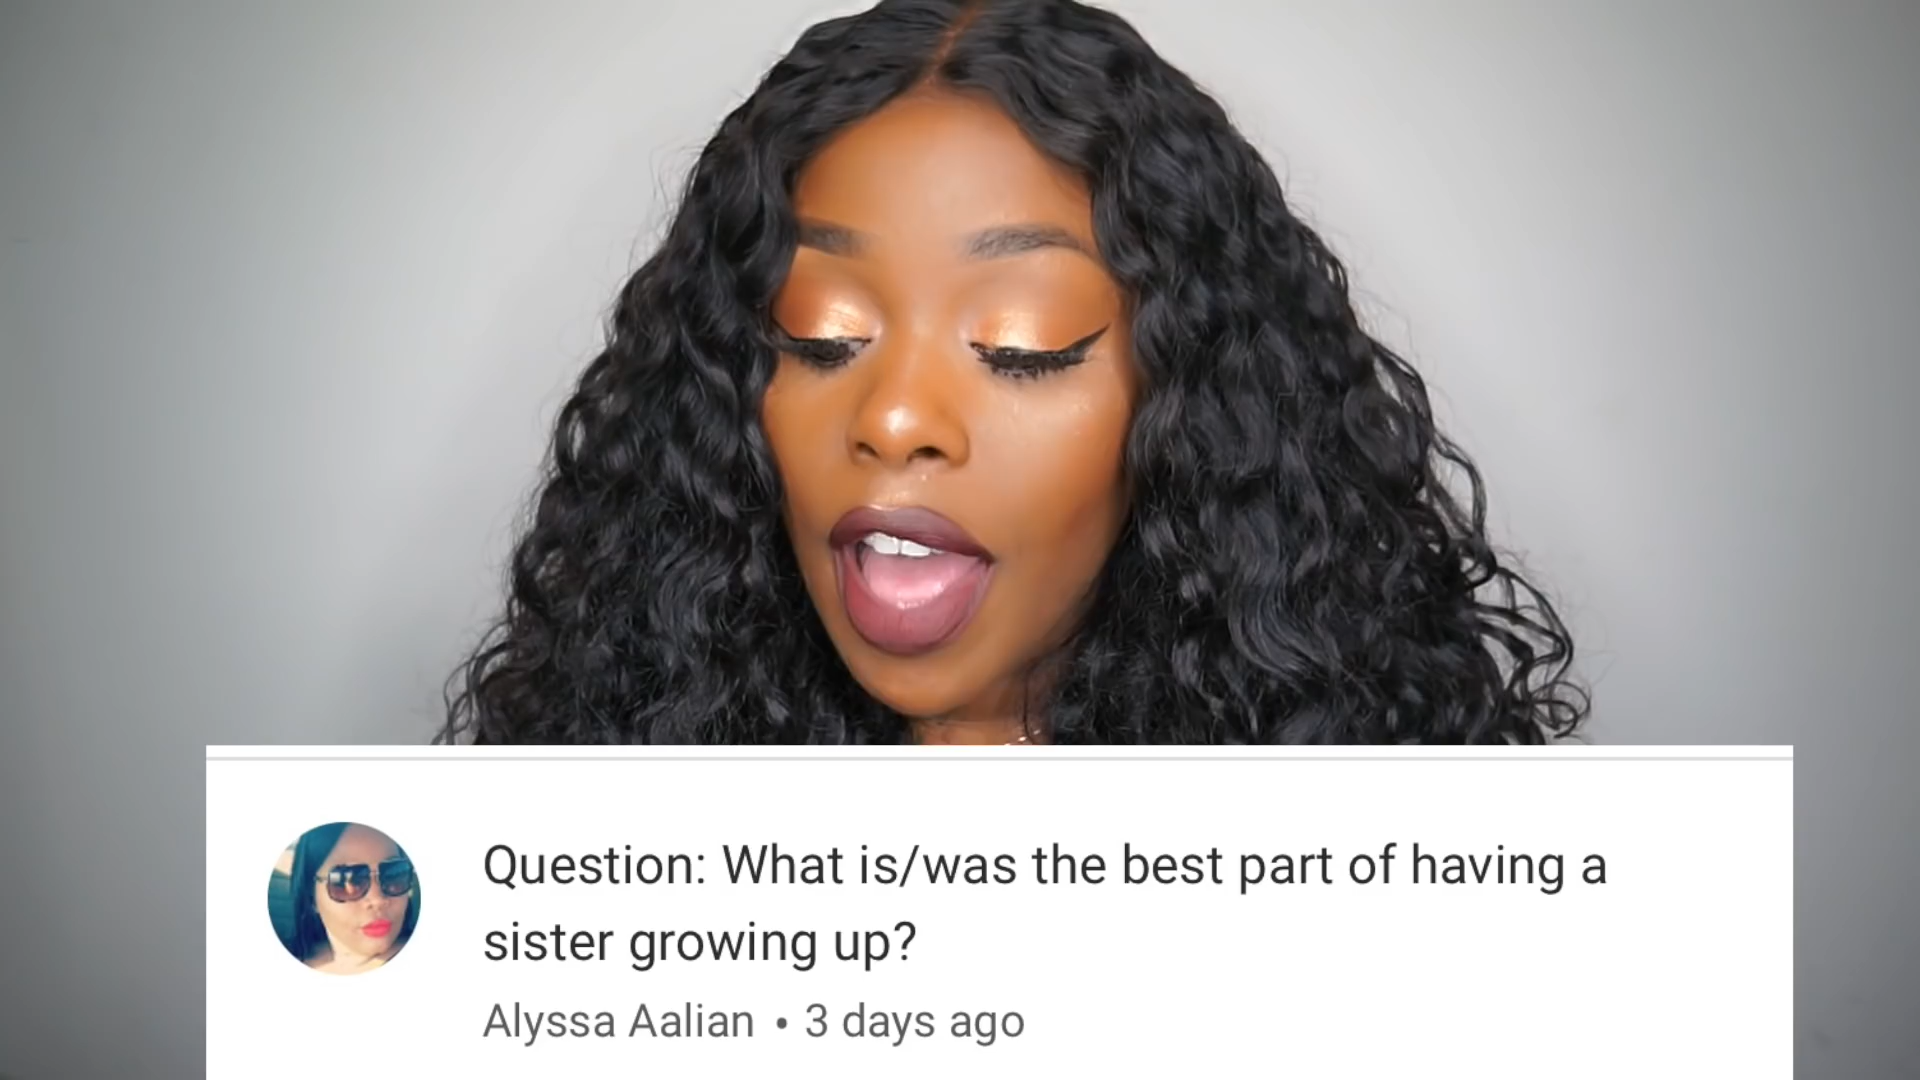 Question: What is/was the best part of having a
sister growing up?
Alyssa Aalian • 3 days ago